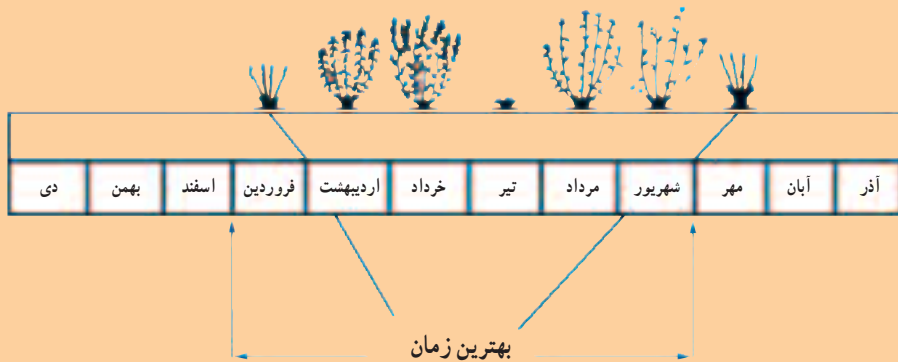 دی بهمن اسفند فروردین اردیبهشت خرداد تیر مرداد شهریور مهر آبان آذر
بهترین زمان